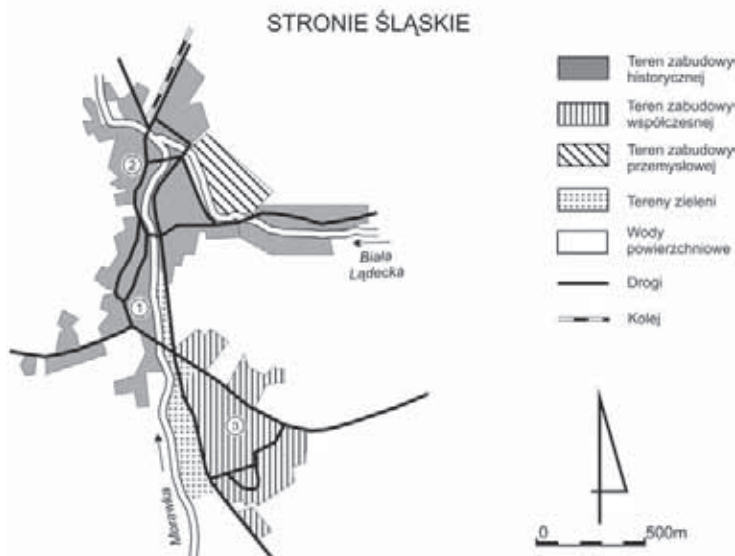 STRONIE ŚLĄSKIE
Teren zabudowy
historycznej
Teren zabudowy
współczesnej
Teren zabudowy
przemysłowej
Tereny zieleni
Wody
powierzchniowe
Drogi
Kolej
2
Biała
Lądecka
1
3
Morawka
0 500m